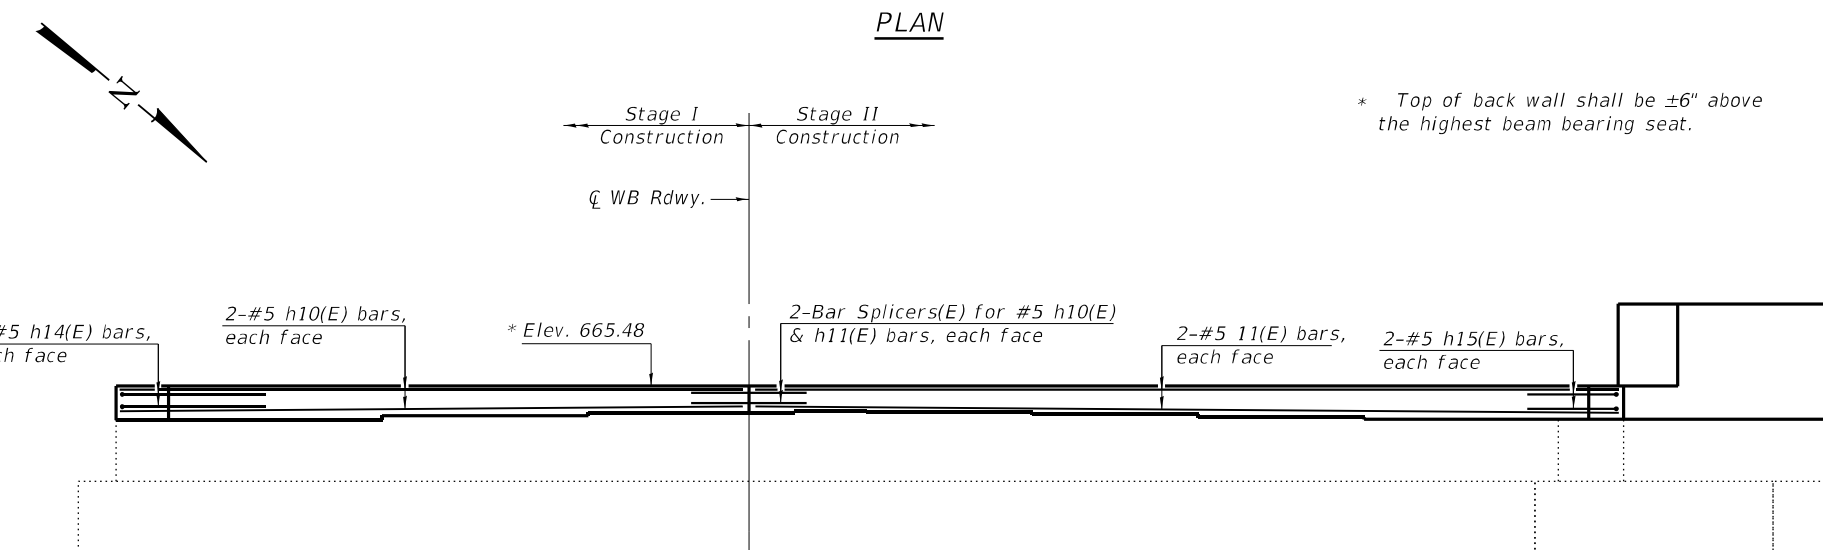 PLAN
N
Stage I
Construction
Stage II
Construction
* Top of back wall shall be ±6" above
the highest beam bearing seat.
℄ WB Rdwy.
#5 h14(E) bars,
face
2-#5 h10(E) bars,
each face
* Elev. 665.48
2-Bar Splicers(E) for #5 h10(E)
& h11(E) bars, each face
2-#5 11(E) bars,
each face
2-#5 h15(E) bars,
each face